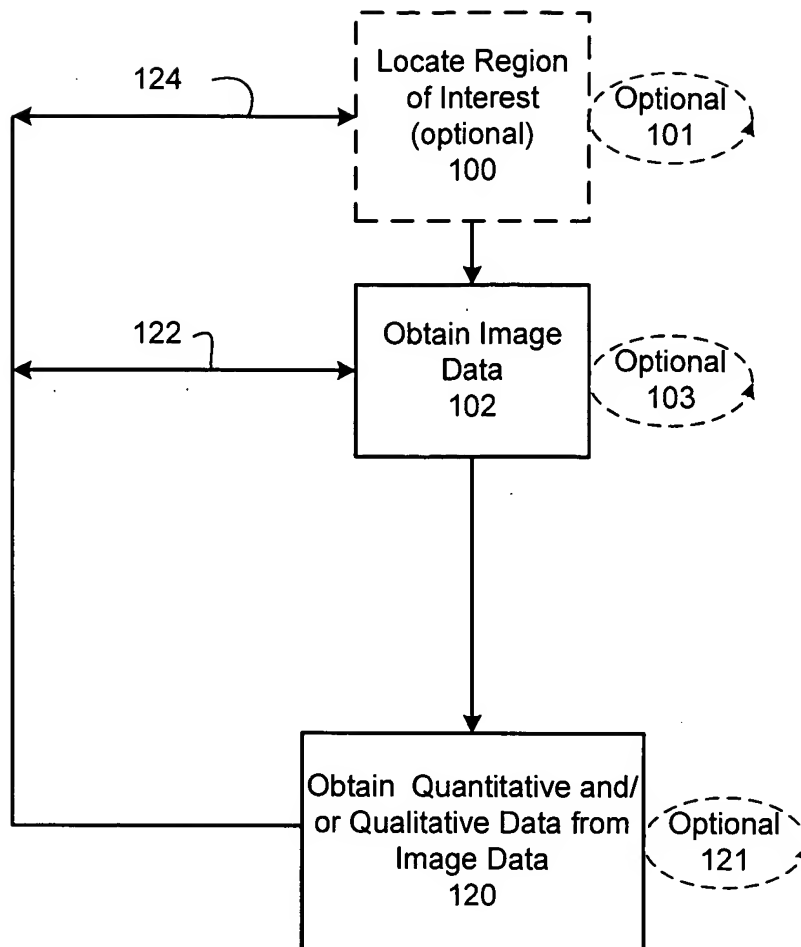 124
Locate Region
of Interest
(optional)
100
Optional
101
122
Obtain Image
Data
102
Optional
103
Obtain Quantitative and/
or Qualitative Data from
Image Data
120
Optional
121